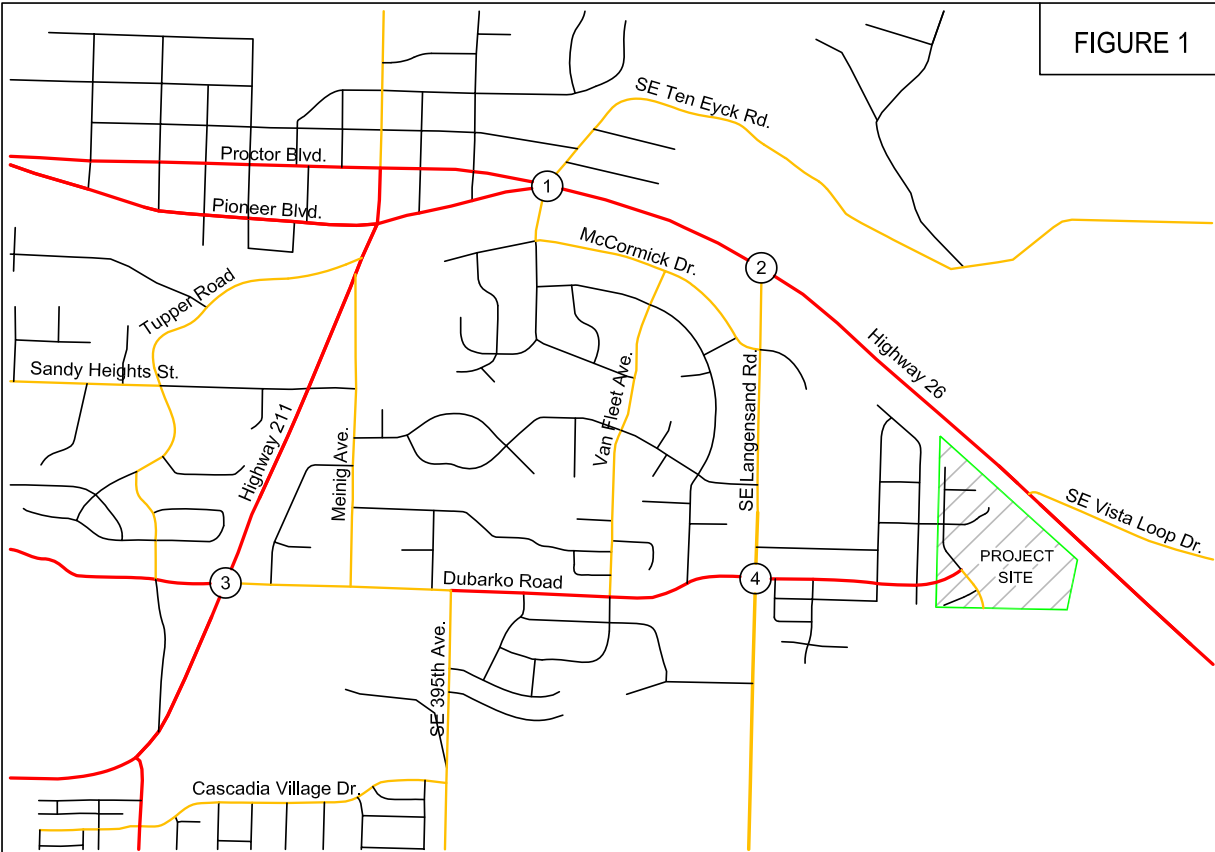 FIGURE 1
SE Ten Eyck Rd.
Proctor Blvd.
1
Pioneer Blvd.
McCormick Dr.
2
Tupper Road
Highway 26
Sandy Heights St.
SE Langensand Rd.
Van Fleet Ave.
Highway 211
Meinig Ave.
SE Vista Loop Dr.
PROJECT
SITE
3
Dubarko Road
4
SE 395th Ave.
Cascadia Village Dr.